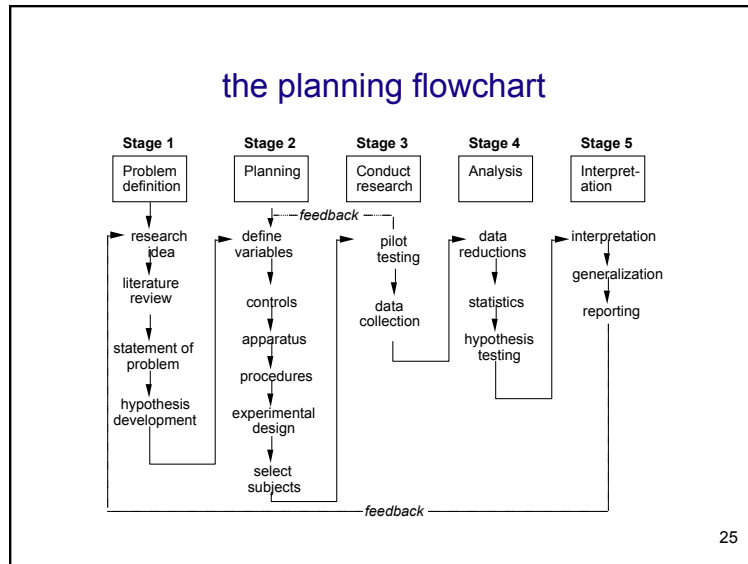 the planning flowchart
Stage 1
Problem
definition
research
idea
literature
review
statement of
problem
hypothesis
development
Stage 2
Planning
define
variables
controls
apparatus
procedures
experimental
design
select
subjects
Stage 3
Conduct
research
feedback
pilot
testing
data
collection
Stage 4
Analysis
data
reductions
statistics
hypothesis
testing
Stage 5
Interpret-
ation
interpretation
generalization
reporting
feedback
25